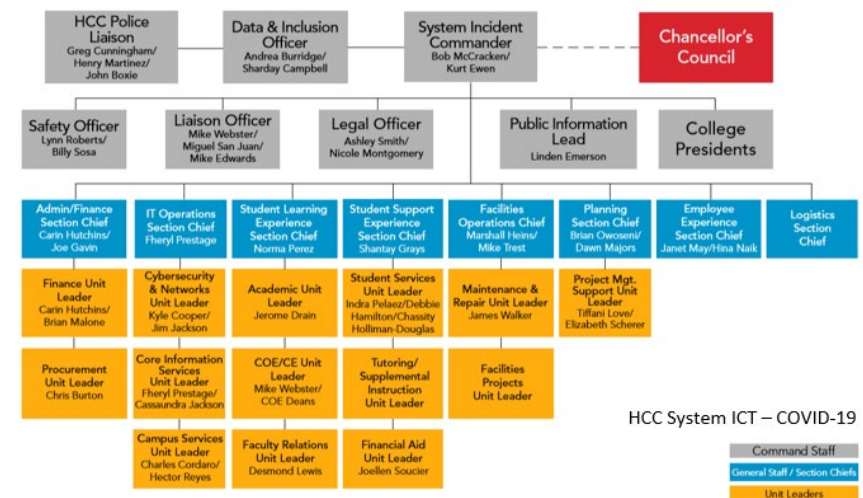 HCC Police
Liaison
Greg Cunningham/
Henry Martinez/
John Boxie
Data & Inclusion
Officer
Andrea Burridge/
Sharday Campbell
System Incident
Commander
Bob McCracken/
Kurt Ewen
Chancellor's
Council
Safety Officer
Lynn Roberts/
Billy Sosa
Liaison Officer
Mike Webster/
Miguel San Juan/
Mike Edwards
Legal Officer
Ashley Smith/
Nicole Montgomery
Public Information
Lead
Linden Emerson
College
Presidents
Admin/Finance
Section Chief
Carin Hutchins/
Joe Gavin
IT Operations
Section Chief
Fheryl Prestage
Student Learning
Experience
Section Chief
Norma Perez
Student Support
Experience
Section Chief
Shantay Grays
Facilities
Operations Chief
Marshall Heins/
Mike Trest
Planning
Section Chief
Brian Owoseni/
Dawn Majors
Employee
Experience
Section Chief
Janet May/Hina Naik
Logistics
Section
Chief
Finance Unit
Leader
Carin Hutchins/
Brian Malone
Cybersecurity
& Networks
Unit Leader
Kyle Cooper/
Jim Jackson
Academic Unit
Leader
Jerome Drain
Student Services
Unit Leader
Indra Pelaez/Debbie
Hamilton/Chassity
Holliman-Douglas
Maintenance &
Repair Unit Leader
James Walker
Project Mgt.
Support Unit
Leader
Tiffani Love/
Elizabeth Scherer
Procurement
Unit Leader
Chris Burton
Core Information
Services
Unit Leader
Fheryl Prestage/
Cassaundra Jackson
COE/CE Unit
Leader
Mike Webster/
COE Deans
Tutoring/
Supplemental
Instruction
Unit Leader
Facilities
Projects
Unit Leader
Campus Services
Unit Leader
Charles Cordaro/
Hector Reyes
Faculty Relations
Unit Leader
Desmond Lewis
Financial Aid
Unit Leader
Joellen Soucier
HCC System ICT – COVID-19
Command Staff
General Staff / Section Chiefs
Unit Leaders